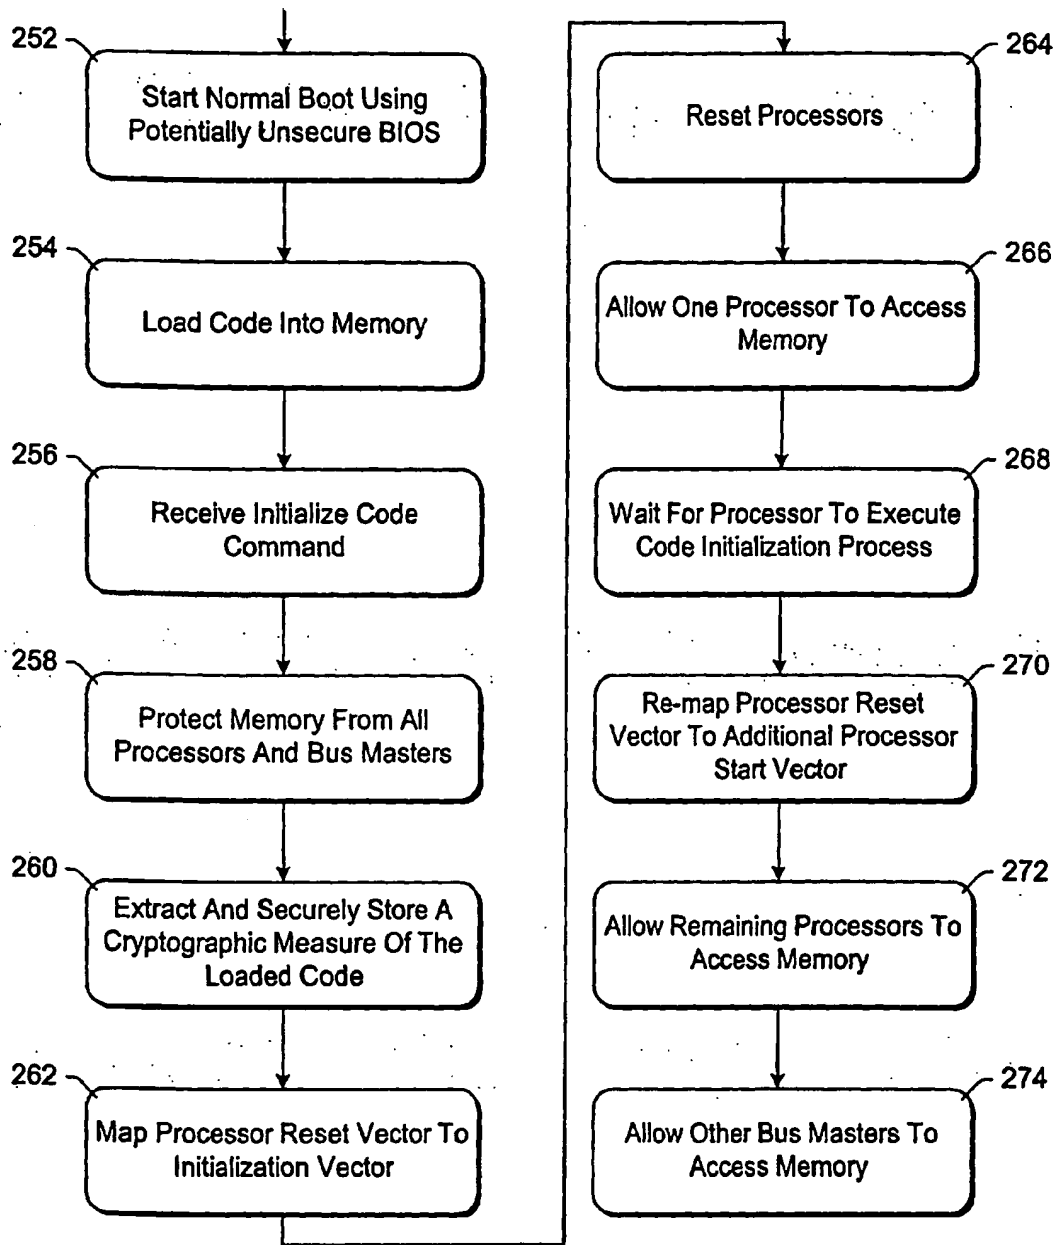 252
Start Normal Boot Using
Potentially Unsecure BIOS
254
Load Code Into Memory
256
Receive Initialize Code
Command
258
Protect Memory From All
Processors And Bus Masters
260
Extract And Securely Store A
Cryptographic Measure Of The
Loaded Code
262
Map Processor Reset Vector To
Initialization Vector
264
Reset Processors
266
Allow One Processor To Access
Memory
268
Wait For Processor To Execute
Code Initialization Process
270
Re-map Processor Reset
Vector To Additional Processor
Start Vector
272
Allow Remaining Processors To
Access Memory
274
Allow Other Bus Masters To
Access Memory